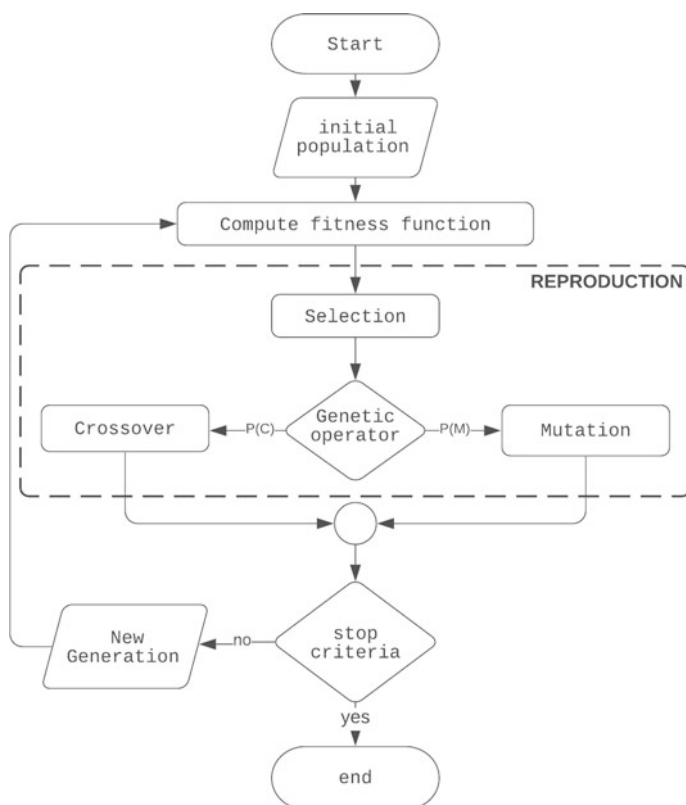 Start
initial
population
Compute fitness function
REPRODUCTION
Selection
Genetic
operator
Crossover
P(C)
P(M)
Mutation
stop
criteria
no
New
Generation
yes
end